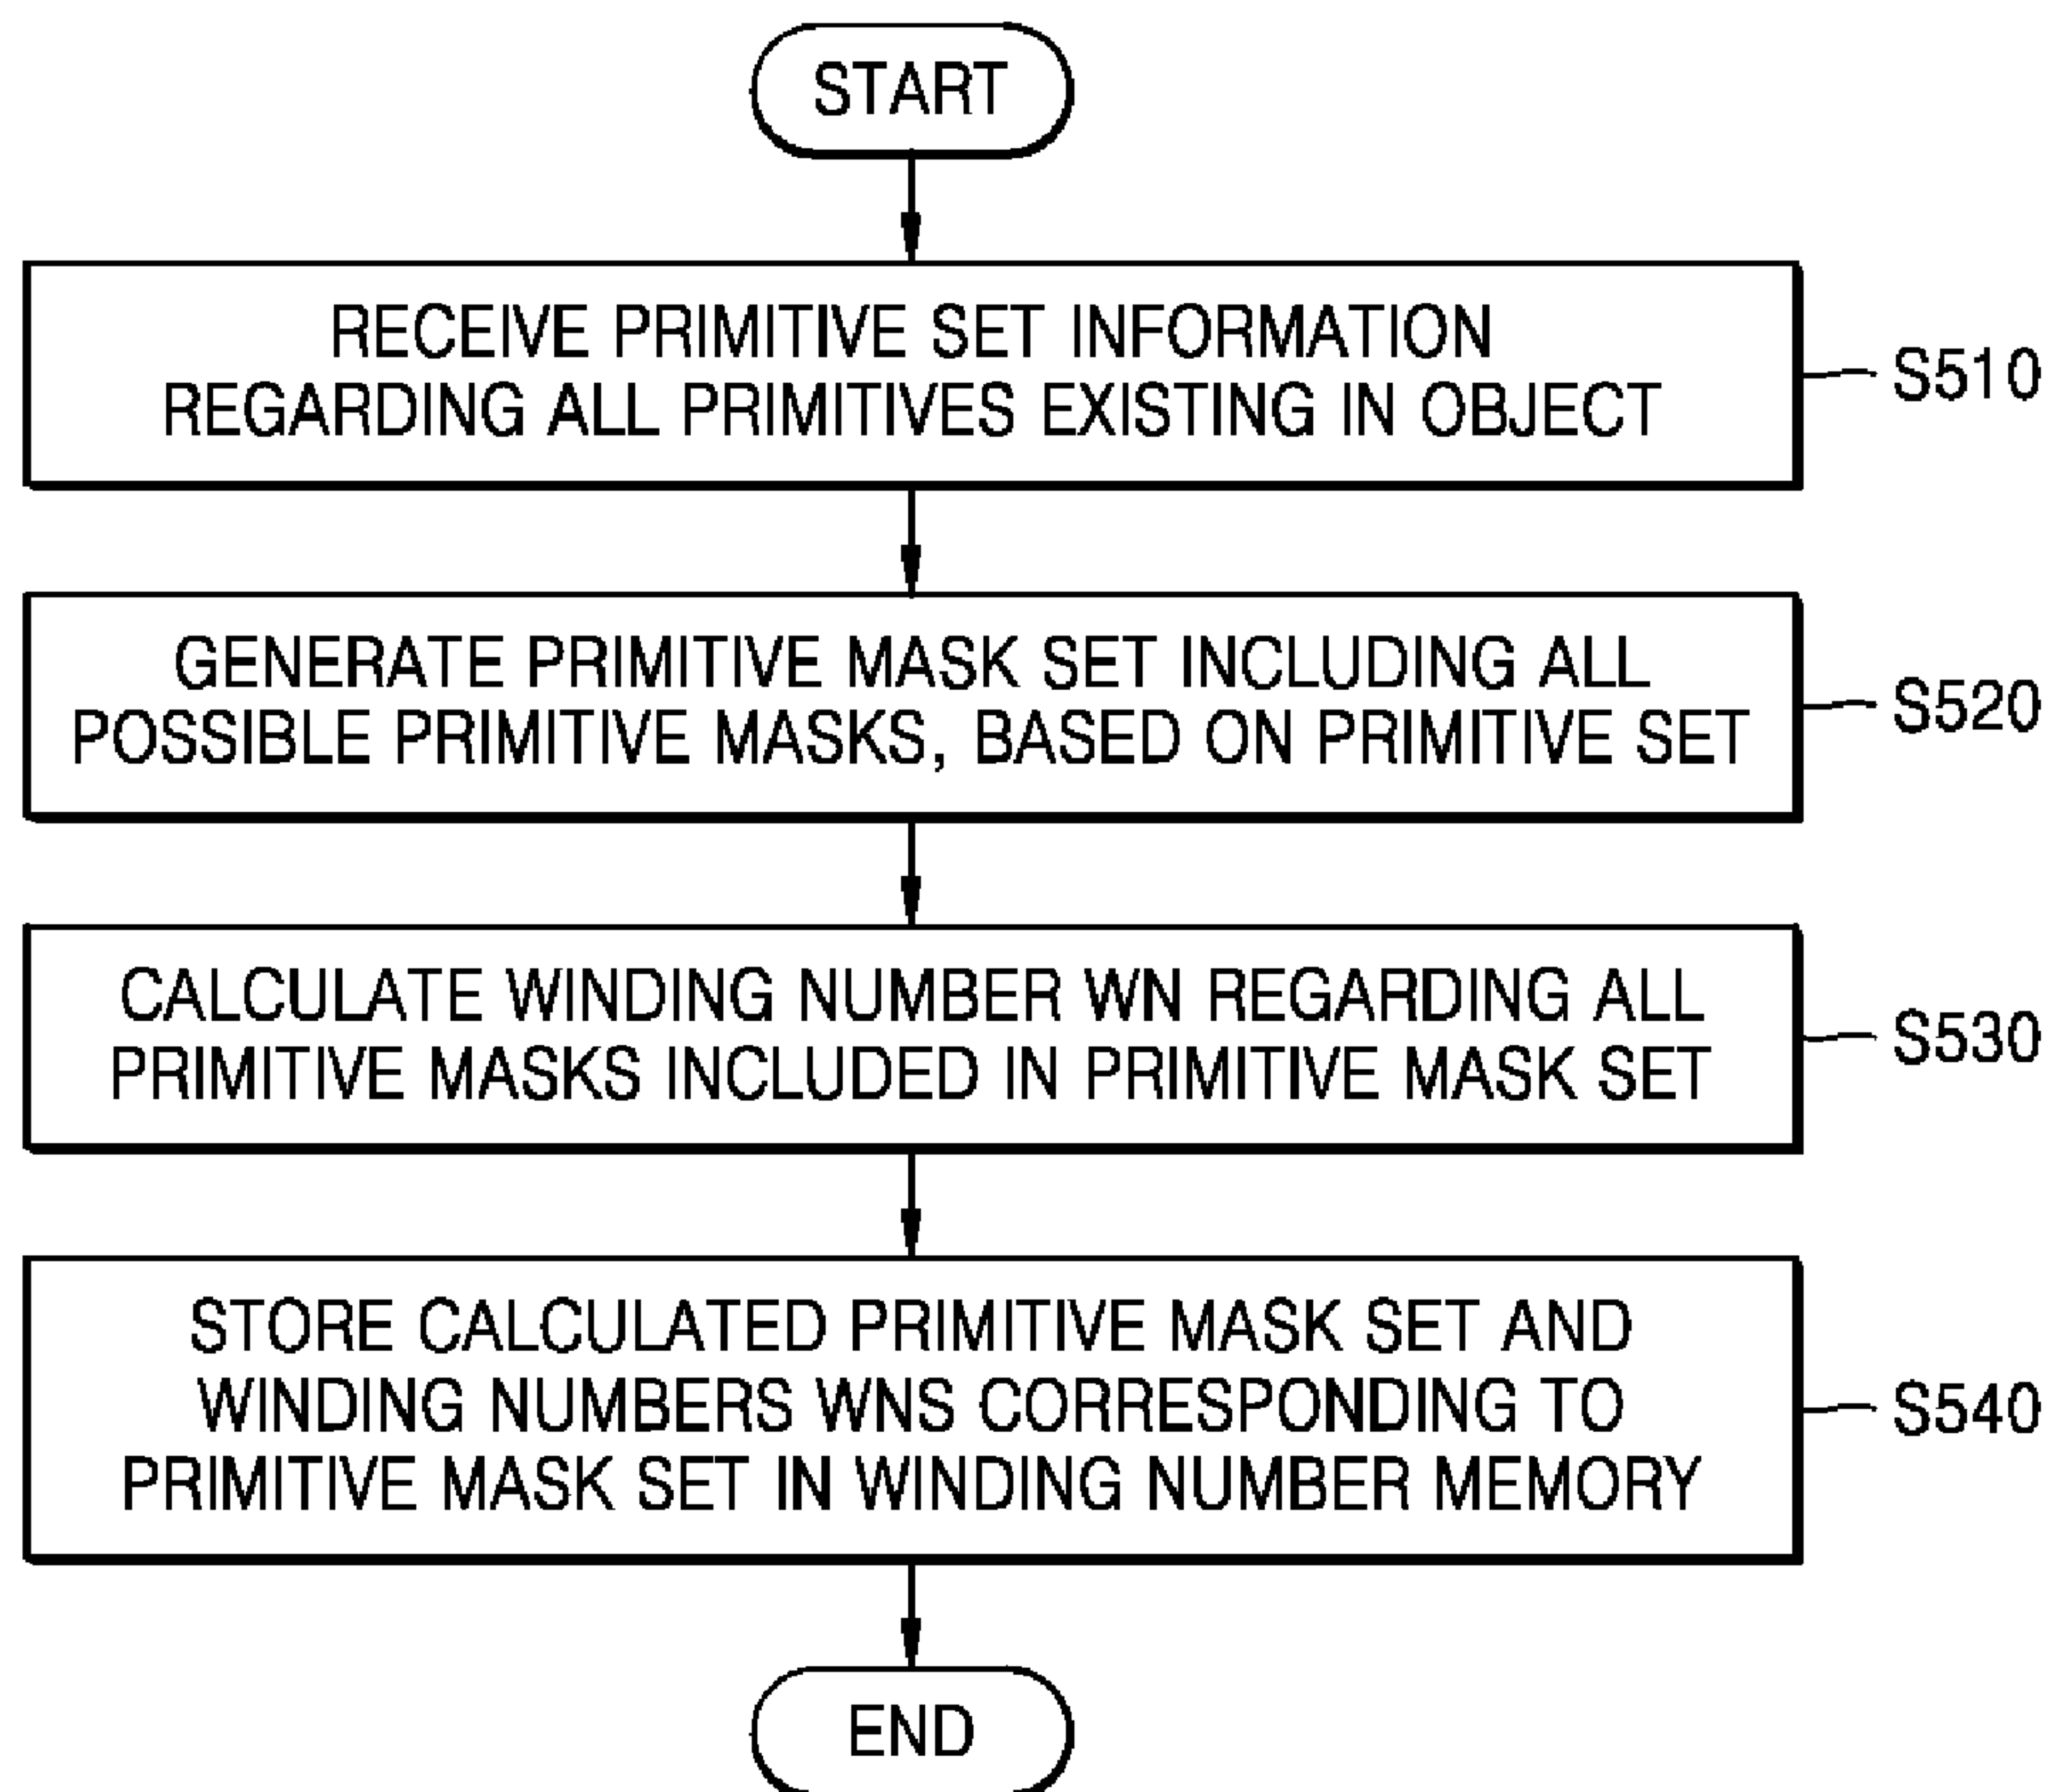 START
RECEIVE PRIMITIVE SET INFORMATION
REGARDING ALL PRIMITIVES EXISTING IN OBJECT
S510
GENERATE PRIMITIVE MASK SET INCLUDING ALL
POSSIBLE PRIMITIVE MASKS, BASED ON PRIMITIVE SET
S520
CALCULATE WINDING NUMBER WN REGARDING ALL
PRIMITIVE MASKS INCLUDED IN PRIMITIVE MASK SET
S530
STORE CALCULATED PRIMITIVE MASK SET AND
WINDING NUMBERS WNS CORRESPONDING TO
PRIMITIVE MASK SET IN WINDING NUMBER MEMORY
S540
END